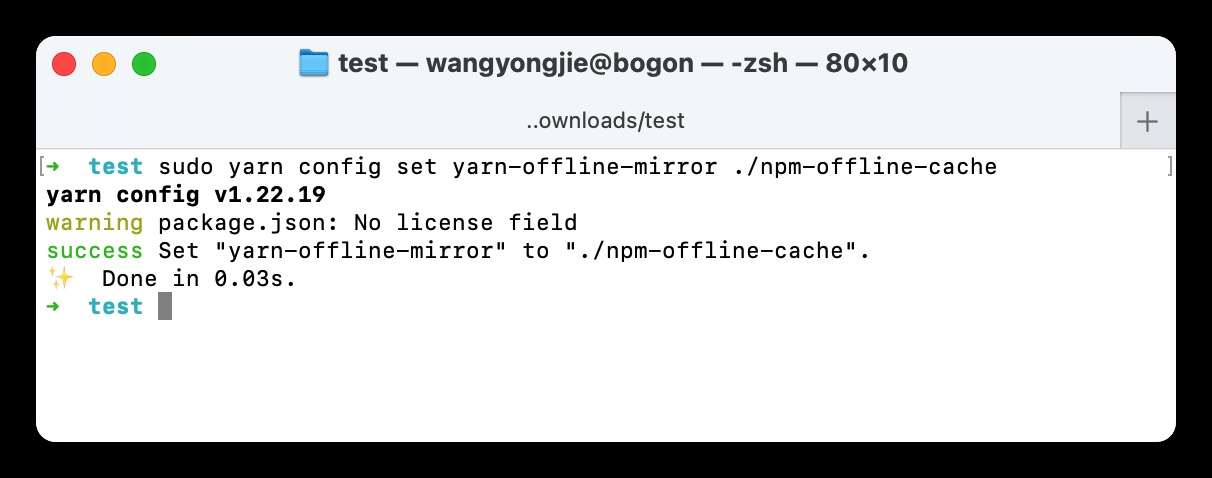 test — wangyongjie@bogon — -zsh — 80×10
..ownloads/test
[➜  test sudo yarn config set yarn-offline-mirror ./npm-offline-cache ]
yarn config v1.22.19
warning package.json: No license field
success Set "yarn-offline-mirror" to "./npm-offline-cache".
✨  Done in 0.03s.
➜  test